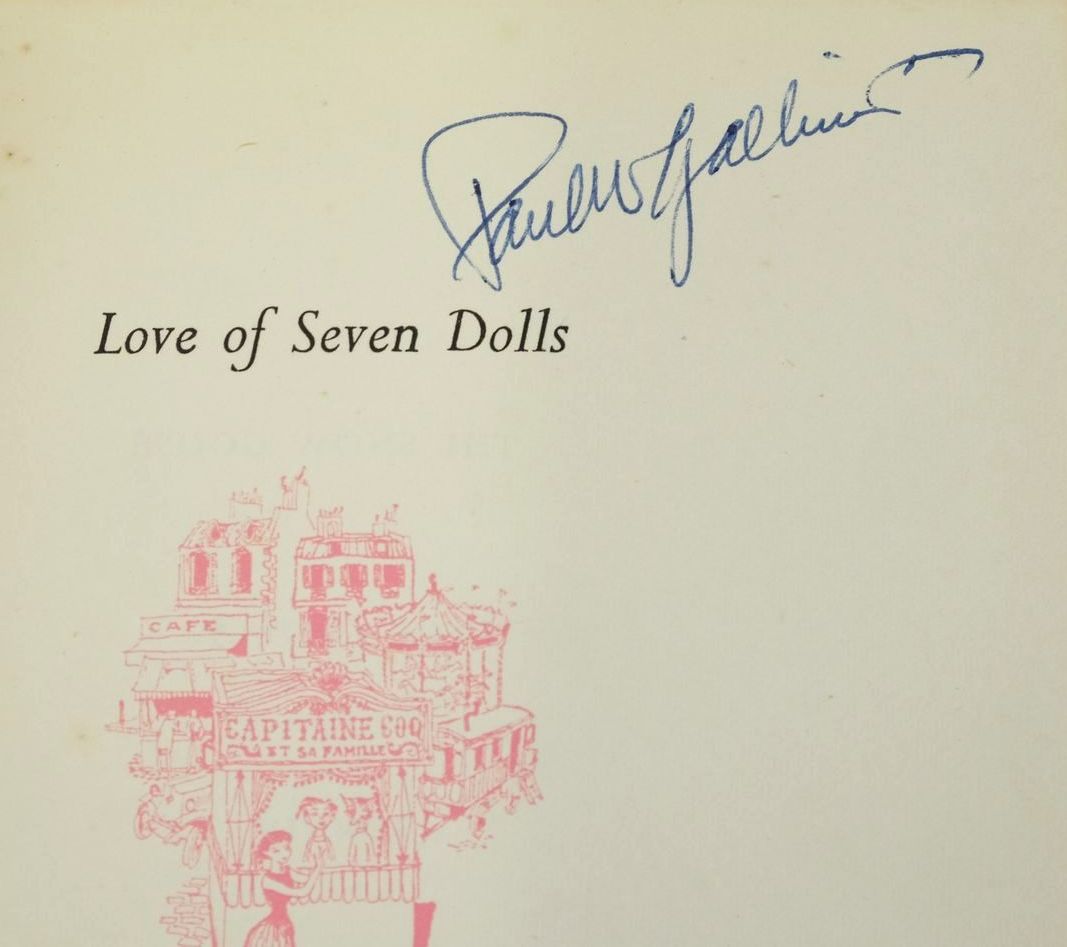 Paul W Gallico
Love of Seven Dolls
CAFE
CAPITAINE COQ
ET SA FAMILLE